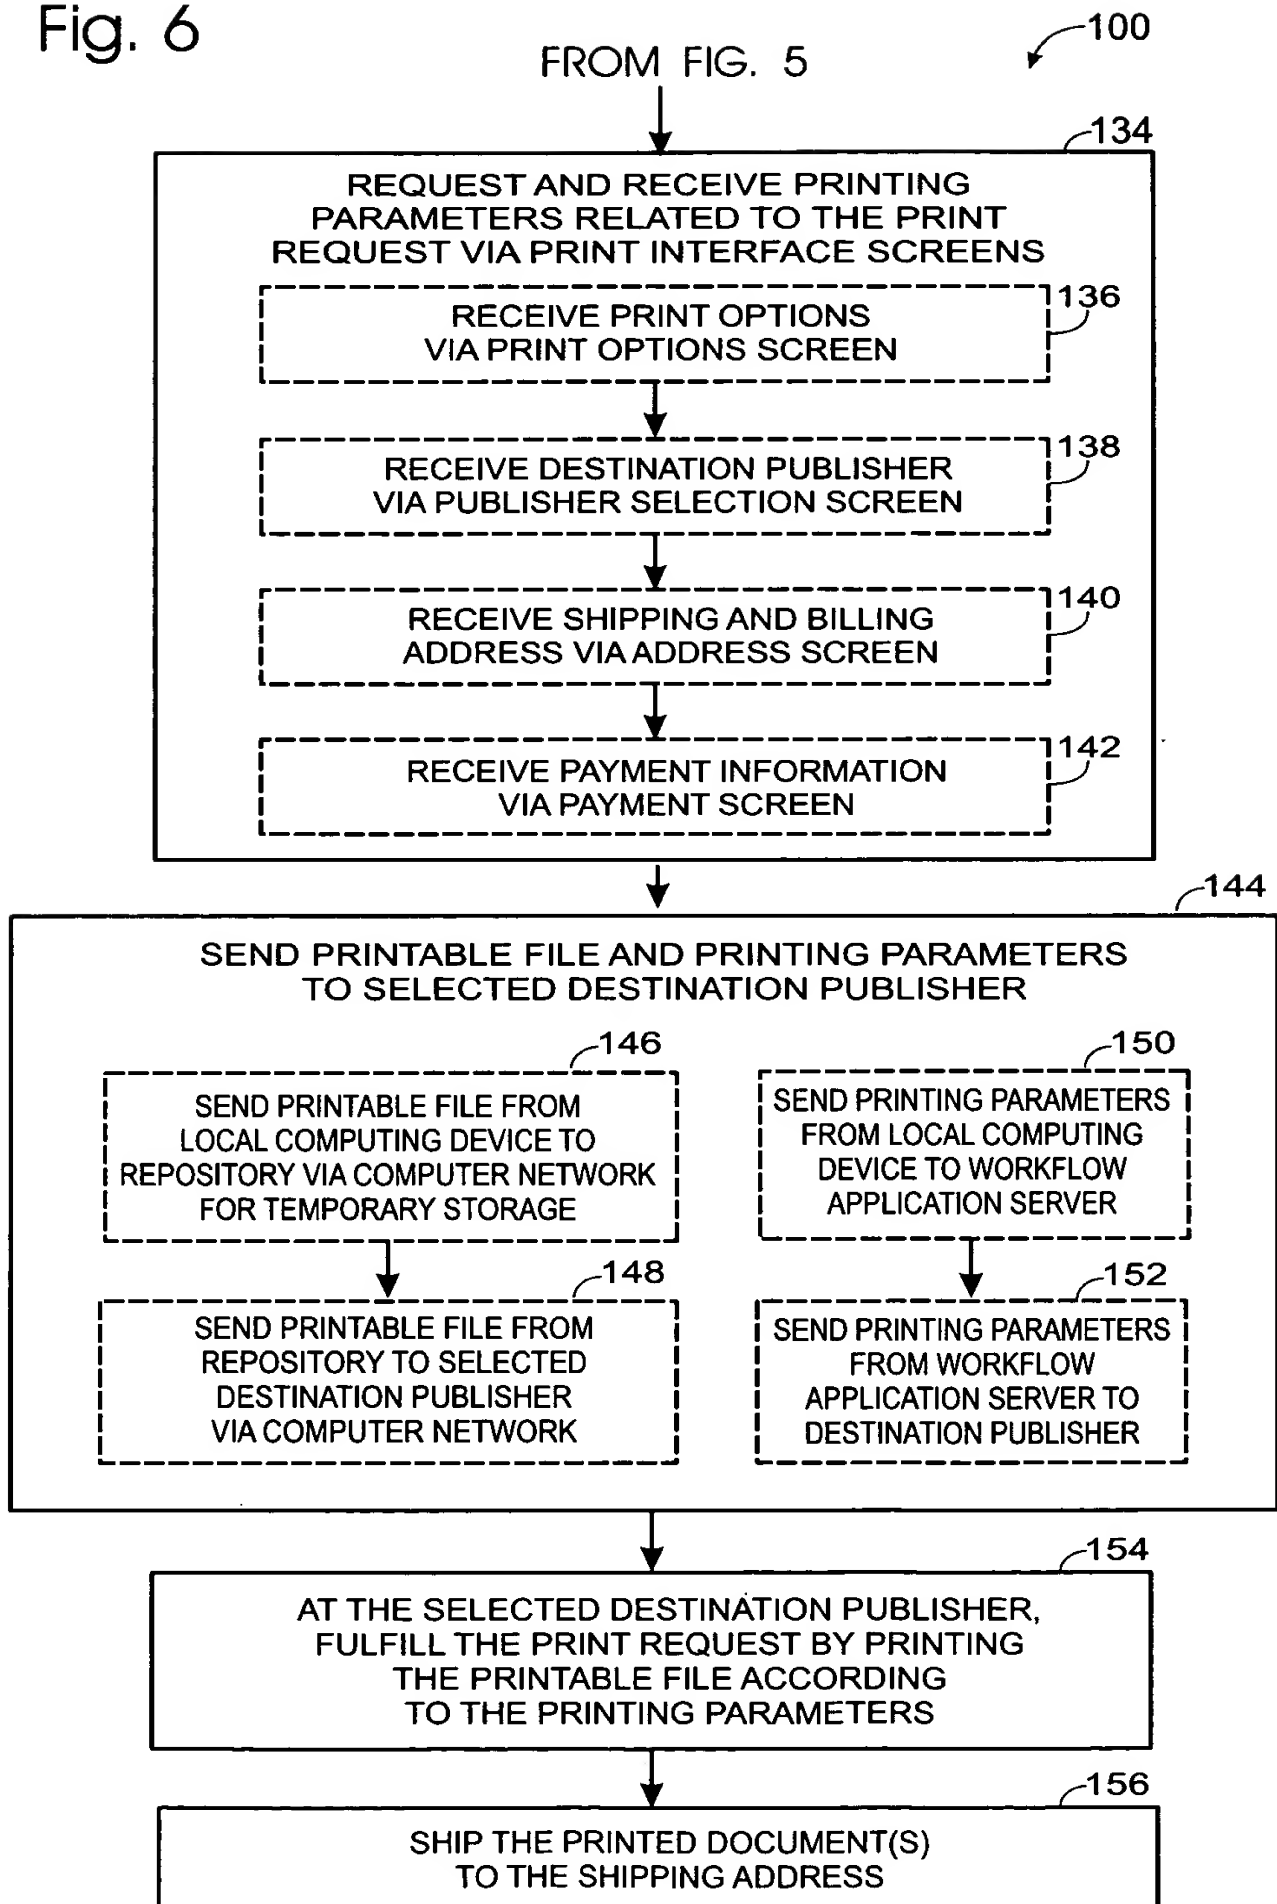 Fig. 6
100
FROM FIG. 5
134
REQUEST AND RECEIVE PRINTING
PARAMETERS RELATED TO THE PRINT
REQUEST VIA PRINT INTERFACE SCREENS
136
RECEIVE PRINT OPTIONS
VIA PRINT OPTIONS SCREEN
138
RECEIVE DESTINATION PUBLISHER
VIA PUBLISHER SELECTION SCREEN
140
RECEIVE SHIPPING AND BILLING
ADDRESS VIA ADDRESS SCREEN
142
RECEIVE PAYMENT INFORMATION
VIA PAYMENT SCREEN
144
SEND PRINTABLE FILE AND PRINTING PARAMETERS
TO SELECTED DESTINATION PUBLISHER
146
SEND PRINTABLE FILE FROM
LOCAL COMPUTING DEVICE TO
REPOSITORY VIA COMPUTER NETWORK
FOR TEMPORARY STORAGE
148
SEND PRINTABLE FILE FROM
REPOSITORY TO SELECTED
DESTINATION PUBLISHER
VIA COMPUTER NETWORK
150
SEND PRINTING PARAMETERS
FROM LOCAL COMPUTING
DEVICE TO WORKFLOW
APPLICATION SERVER
152
SEND PRINTING PARAMETERS
FROM WORKFLOW
APPLICATION SERVER TO
DESTINATION PUBLISHER
154
AT THE SELECTED DESTINATION PUBLISHER,
FULFILL THE PRINT REQUEST BY PRINTING
THE PRINTABLE FILE ACCORDING
TO THE PRINTING PARAMETERS
156
SHIP THE PRINTED DOCUMENT(S)
TO THE SHIPPING ADDRESS